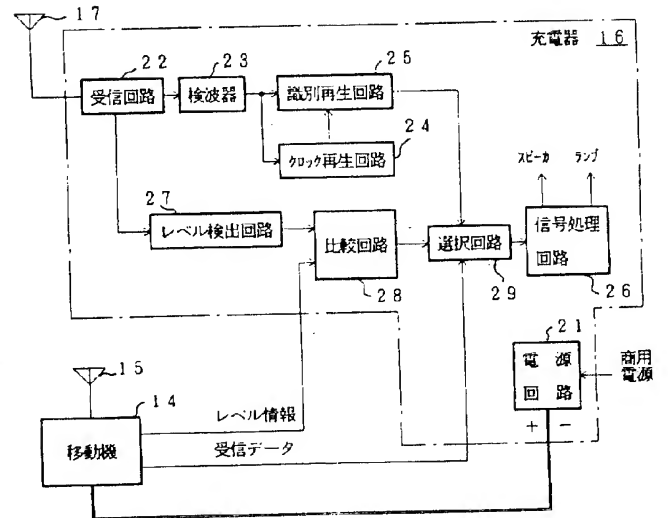 17
充電器 16
22
23
25
受信回路
検波器
識別再生回路
24
クロック再生回路
スピーカ
ランプ
27
レベル検出回路
比較回路
28
選択回路
29
信号処理
回路
26
21
電源
回路
商用
電源
+ -
15
14
移動機
レベル情報
受信データ